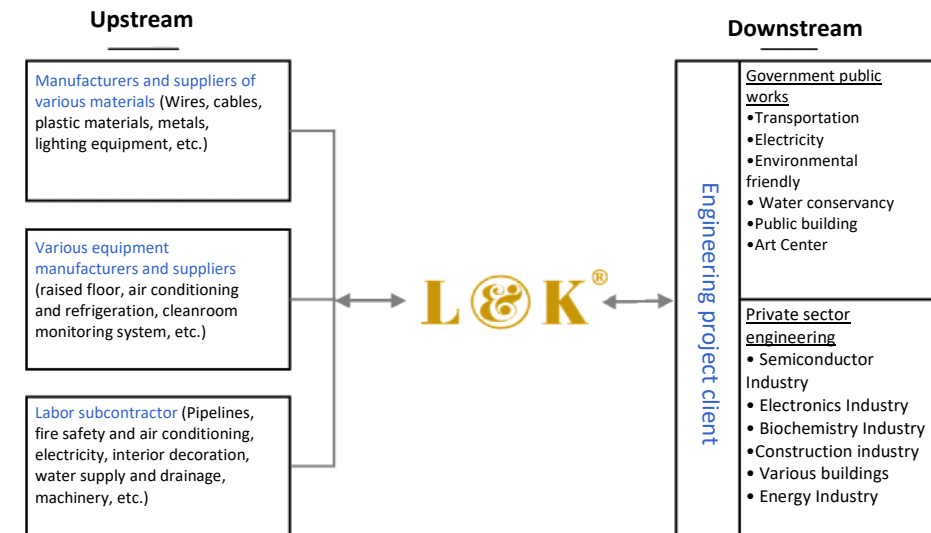 Upstream
Manufacturers and suppliers of
various materials (Wires, cables,
plastic materials, metals,
lighting equipment, etc.)
Various equipment
manufacturers and suppliers
(raised floor, air conditioning
and refrigeration, cleanroom
monitoring system, etc.)
Labor subcontractor (Pipelines,
fire safety and air conditioning,
electricity, interior decoration,
water supply and drainage,
machinery, etc.)
L & K®
Downstream
Engineering project client
Government public
works
•Transportation
•Electricity
•Environmental
friendly
• Water conservancy
•Public building
•Art Center
Private sector
engineering
• Semiconductor
Industry
• Electronics Industry
• Biochemistry Industry
•Construction industry
• Various buildings
• Energy Industry